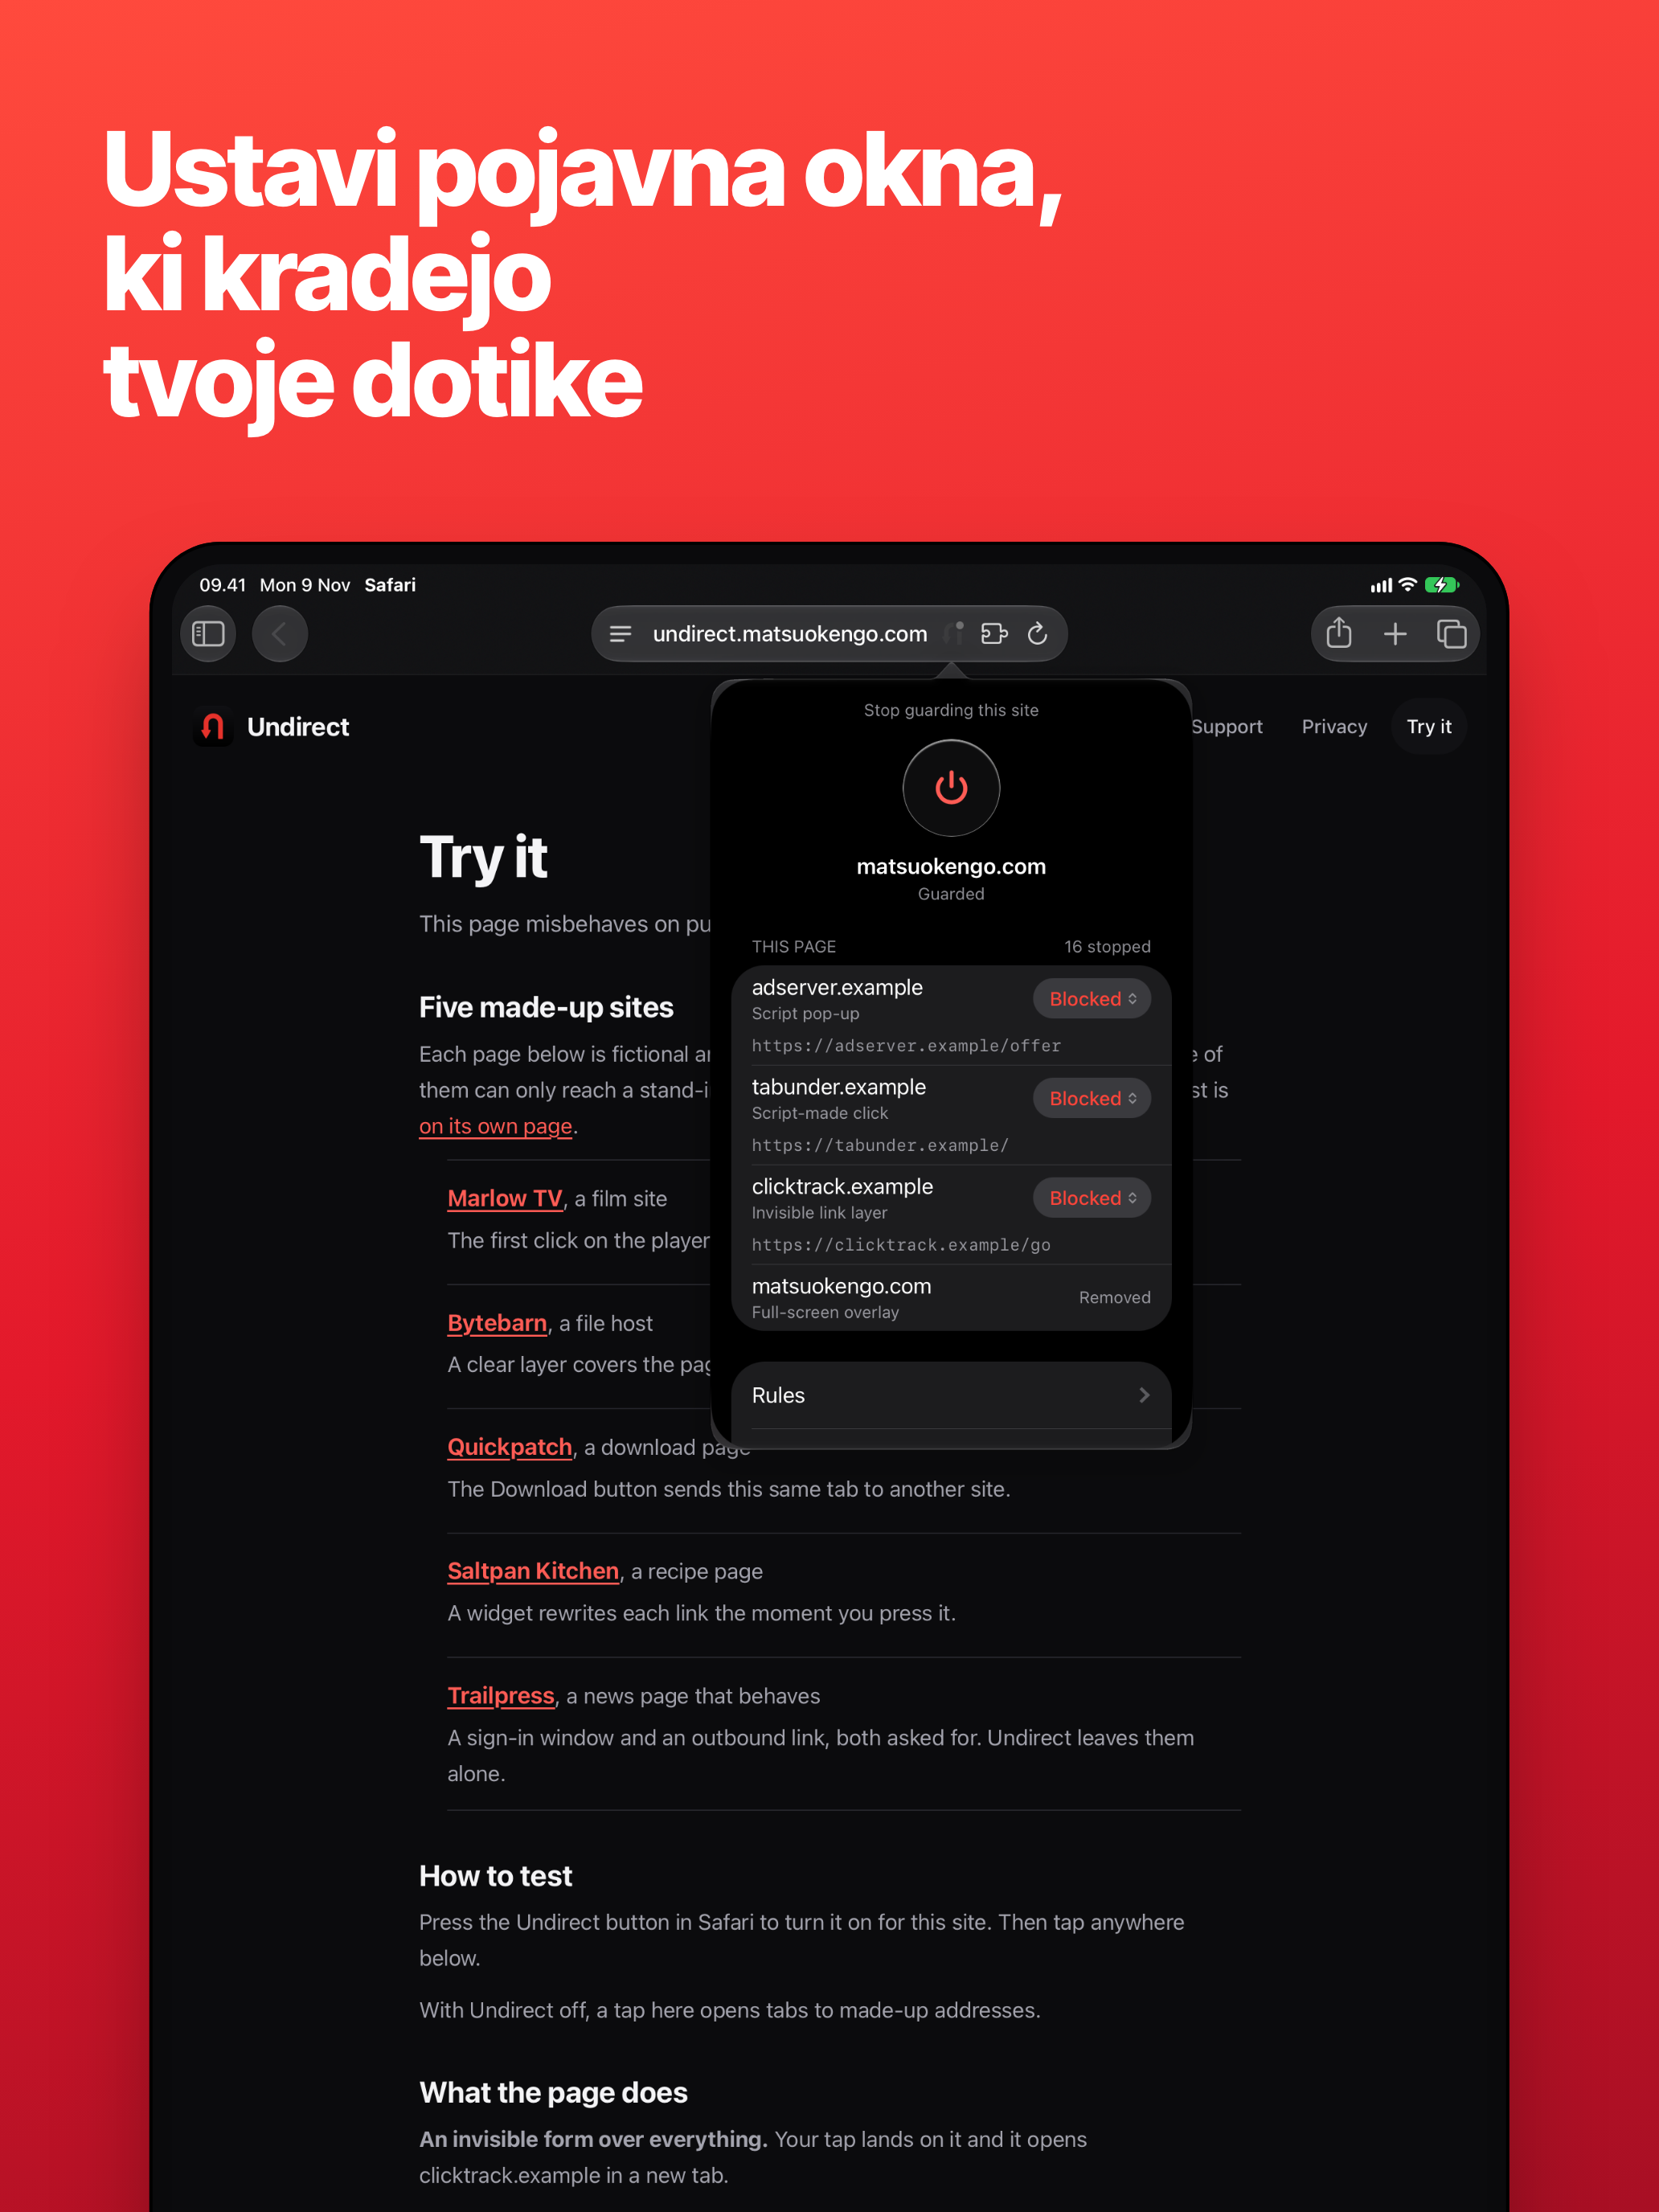 Ustavi pojavna okna,
ki kradejo
tvoje dotike
09.41 Mon 9 Nov Safari
undirect.matsuokengo.com
Undirect
Support Privacy Try it
Stop guarding this site
matsuokengo.com
Guarded
THIS PAGE 16 stopped
adserver.example
Script pop-up
Blocked
https://adserver.example/offer
tabunder.example
Script-made click
Blocked
https://tabunder.example/
clicktrack.example
Invisible link layer
Blocked
https://clicktrack.example/go
matsuokengo.com
Full-screen overlay
Removed
Rules
Try it
This page misbehaves on
Five made-up sites
Each page below is fictional
of
them can only reach a
is
on its own page.
Marlow TV, a film site
The first click on the player
Bytebarn, a file host
A clear layer covers the
Quickpatch, a download page
The Download button sends this same tab to another site.
Saltpan Kitchen, a recipe page
A widget rewrites each link the moment you press it.
Trailpress, a news page that behaves
A sign-in window and an outbound link, both asked for. Undirect leaves them
alone.
How to test
Press the Undirect button in Safari to turn it on for this site. Then tap anywhere
below.
With Undirect off, a tap here opens tabs to made-up addresses.
What the page does
An invisible form over everything. Your tap lands on it and it opens
clicktrack.example in a new tab.